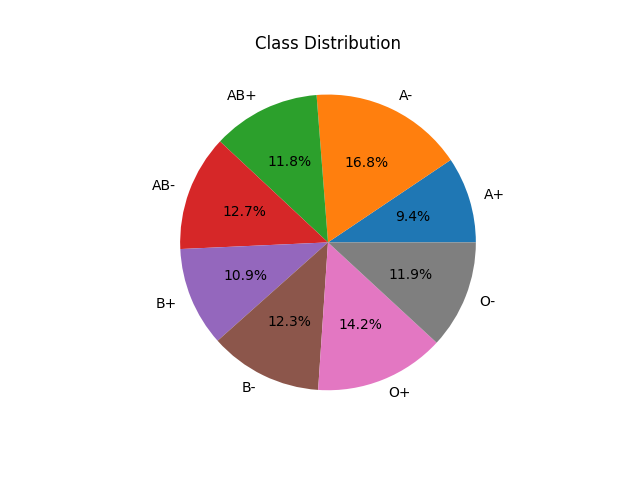 Class Distribution
AB+
A-
11.8%
16.8%
AB-
A+
12.7%
9.4%
10.9%
11.9%
B+
O-
12.3%
14.2%
B-
O+